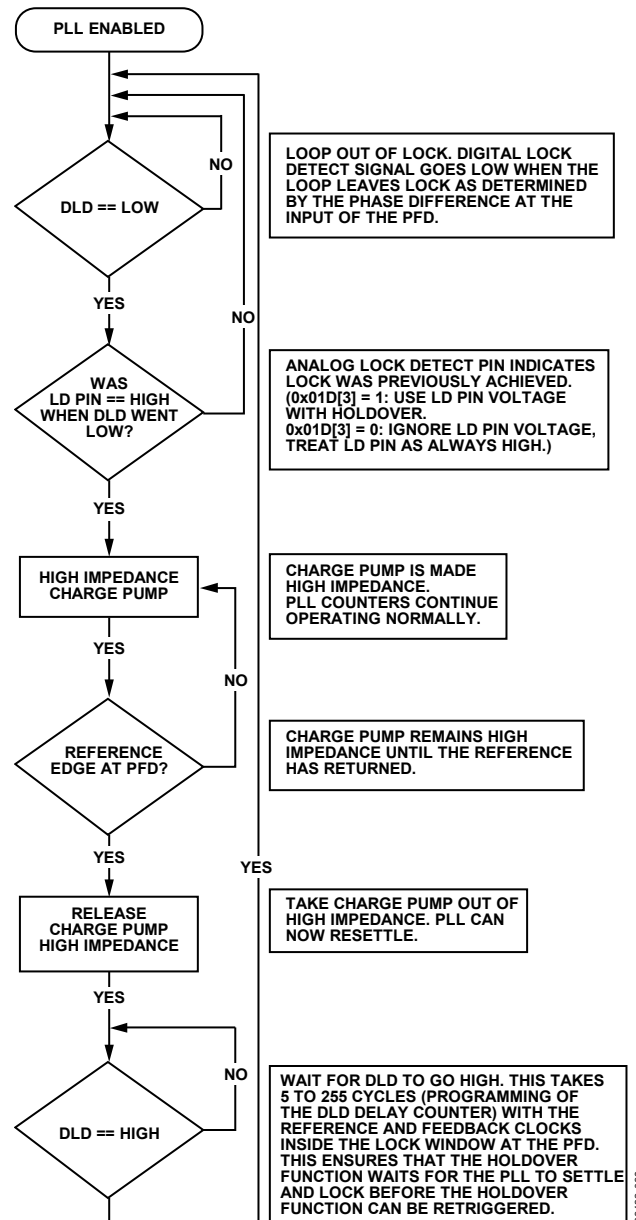 PLL ENABLED
NO
DLD == LOW
LOOP OUT OF LOCK. DIGITAL LOCK
DETECT SIGNAL GOES LOW WHEN THE
LOOP LEAVES LOCK AS DETERMINED
BY THE PHASE DIFFERENCE AT THE
INPUT OF THE PFD.
YES
NO
WAS
LD PIN == HIGH
WHEN DLD WENT
LOW?
ANALOG LOCK DETECT PIN INDICATES
LOCK WAS PREVIOUSLY ACHIEVED.
(0x01D[3] = 1: USE LD PIN VOLTAGE
WITH HOLDOVER.
0x01D[3] = 0: IGNORE LD PIN VOLTAGE,
TREAT LD PIN AS ALWAYS HIGH.)
YES
HIGH IMPEDANCE
CHARGE PUMP
CHARGE PUMP IS MADE
HIGH IMPEDANCE.
PLL COUNTERS CONTINUE
OPERATING NORMALLY.
YES
NO
REFERENCE
EDGE AT PFD?
CHARGE PUMP REMAINS HIGH
IMPEDANCE UNTIL THE REFERENCE
HAS RETURNED.
YES
YES
RELEASE
CHARGE PUMP
HIGH IMPEDANCE
TAKE CHARGE PUMP OUT OF
HIGH IMPEDANCE. PLL CAN
NOW RESETTLE.
YES
NO
DLD == HIGH
WAIT FOR DLD TO GO HIGH. THIS TAKES
5 TO 255 CYCLES (PROGRAMMING OF
THE DLD DELAY COUNTER) WITH THE
REFERENCE AND FEEDBACK CLOCKS
INSIDE THE LOCK WINDOW AT THE PFD.
THIS ENSURES THAT THE HOLDOVER
FUNCTION WAITS FOR THE PLL TO SETTLE
AND LOCK BEFORE THE HOLDOVER
FUNCTION CAN BE RETRIGGERED.